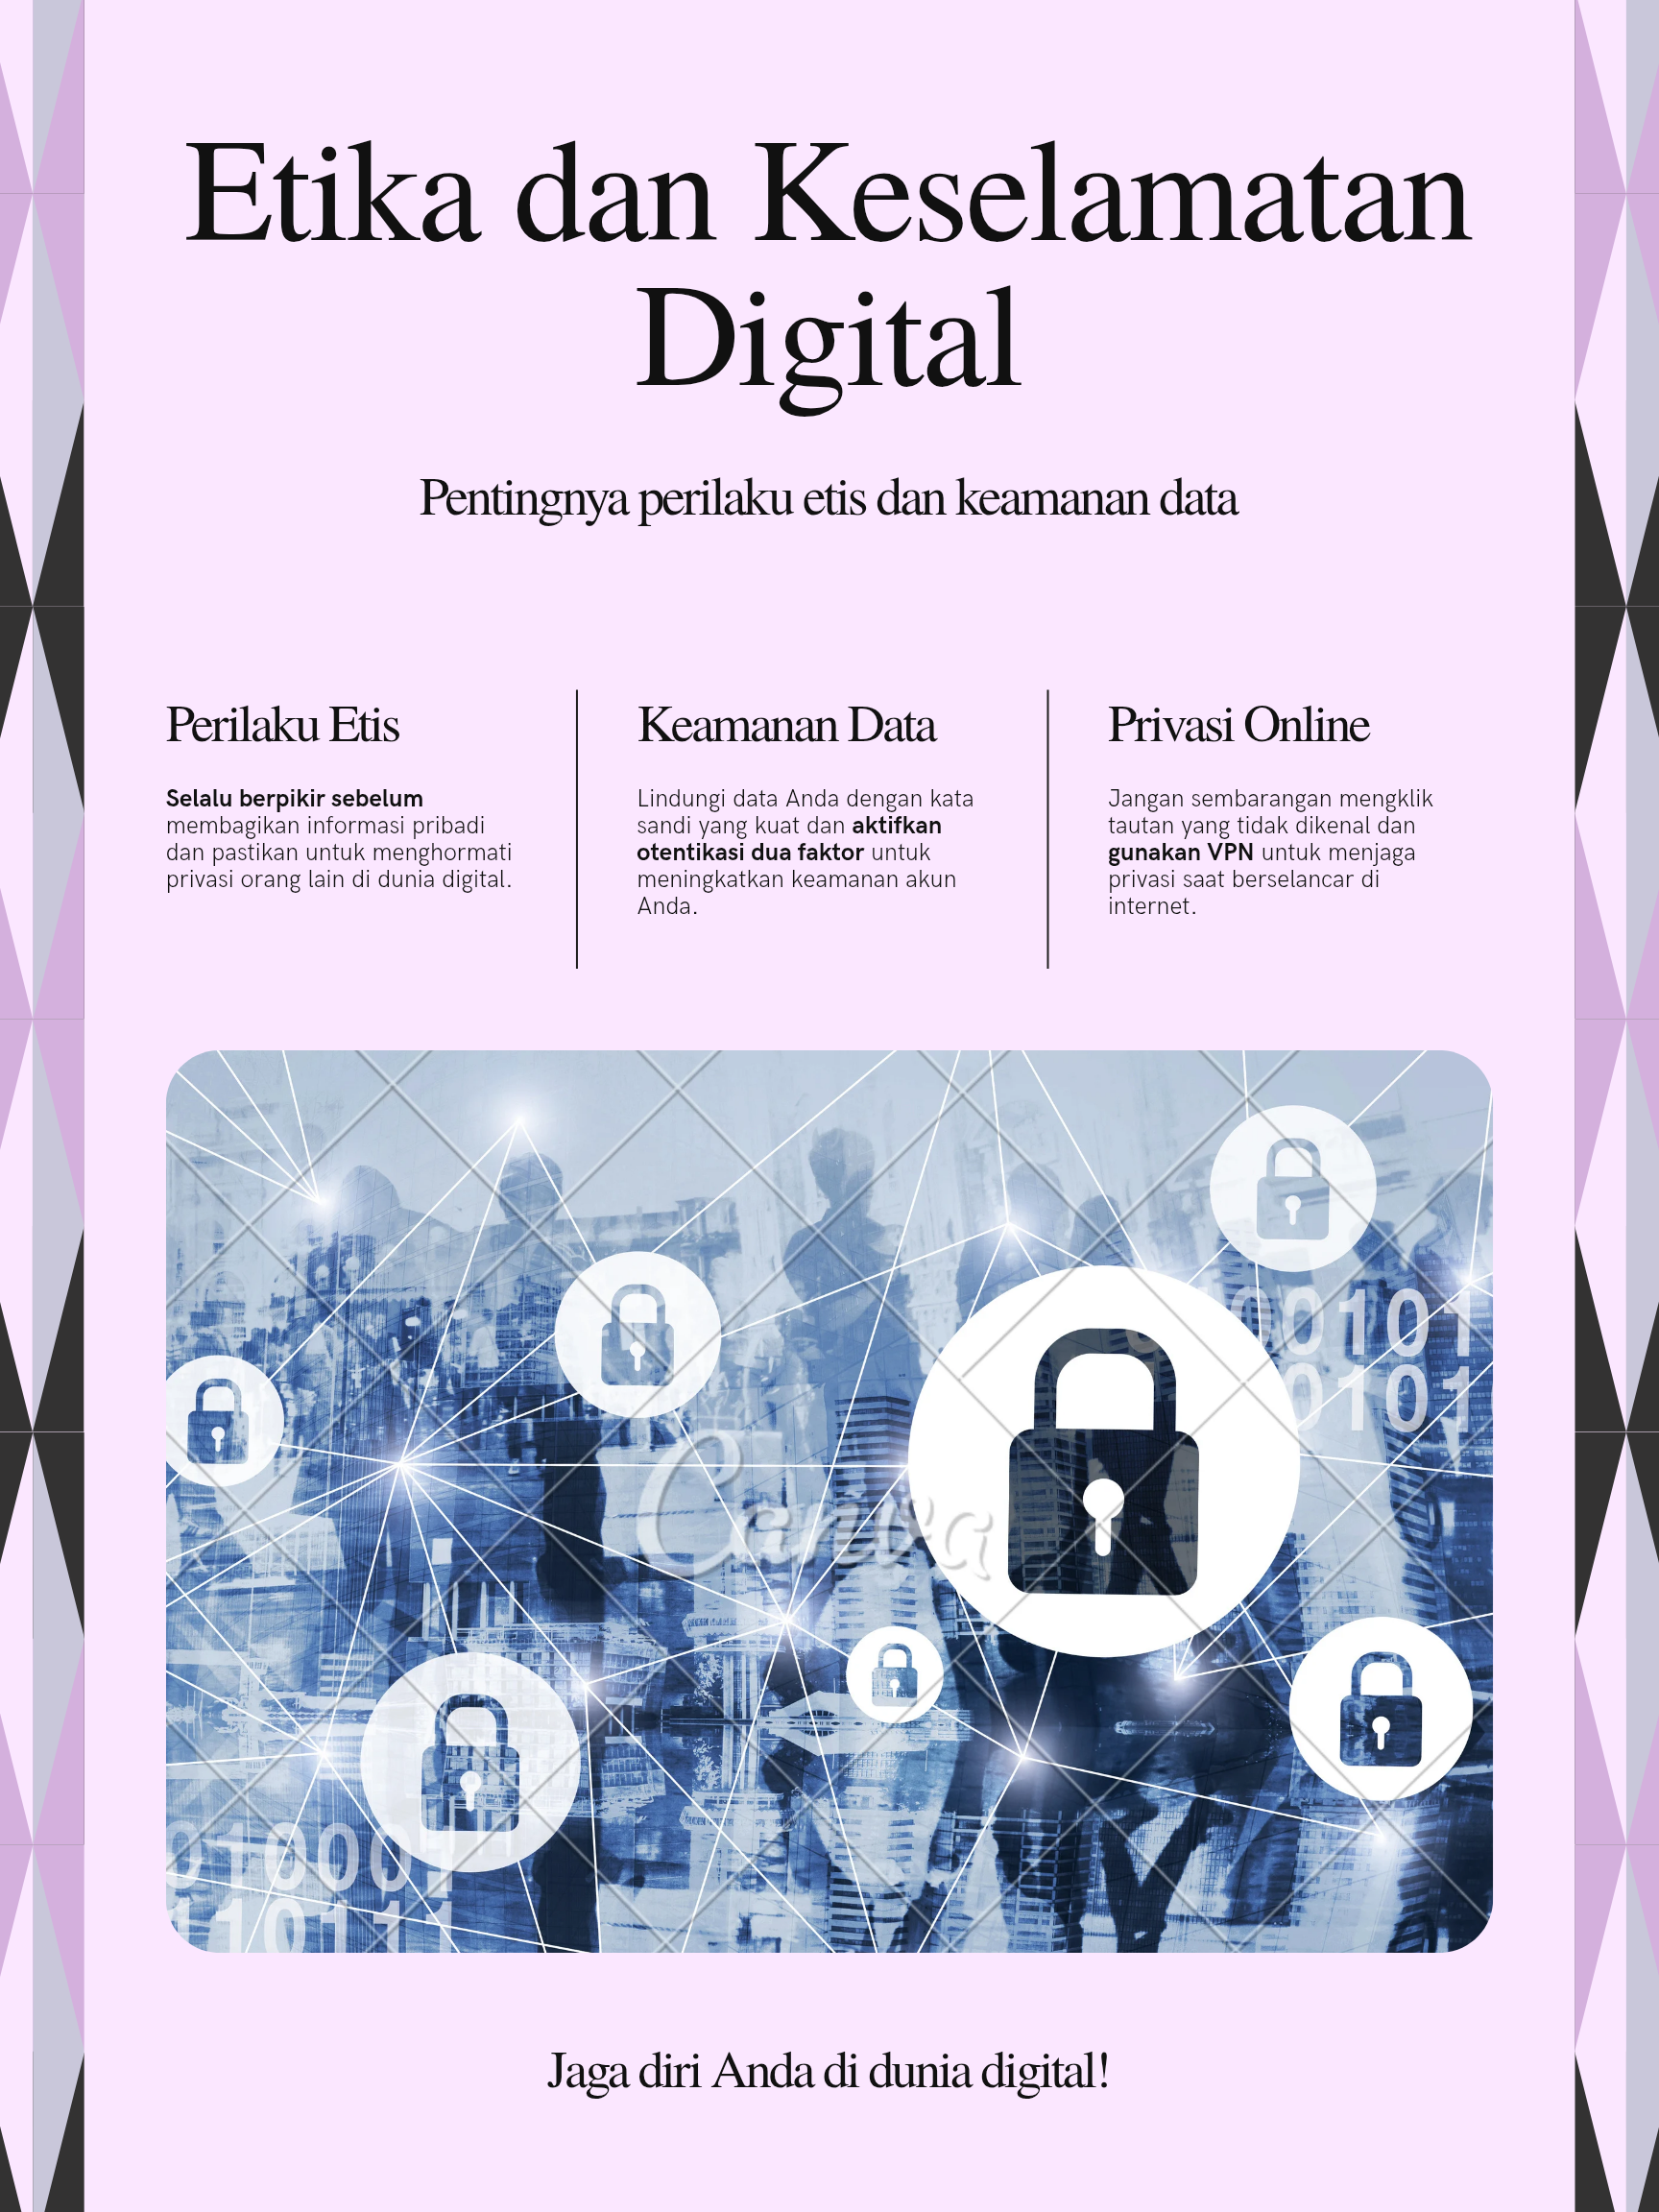 Etika dan Keselamatan
Digital
Pentingnya perilaku etis dan keamanan data
Perilaku Etis
Selalu berpikir sebelum
membagikan informasi pribadi
dan pastikan untuk menghormati
privasi orang lain di dunia digital.
Keamanan Data
Lindungi data Anda dengan kata
sandi yang kuat dan aktifkan
otentikasi dua faktor untuk
meningkatkan keamanan akun
Anda.
Privasi Online
Jangan sembarangan mengklik
tautan yang tidak dikenal dan
gunakan VPN untuk menjaga
privasi saat berselancar di
internet.
Canva
Jaga diri Anda di dunia digital!